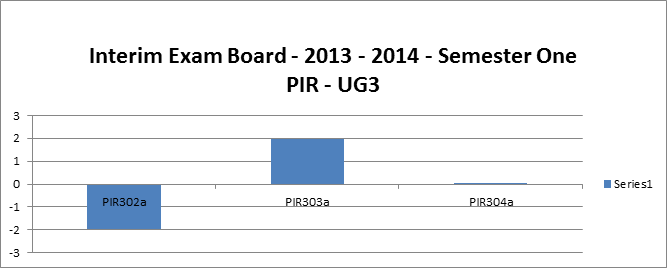 Interim Exam Board - 2013 - 2014 - Semester One
PIR - UG3
3
2
1
0
-1
-2
-3
PIR302a
PIR303a
PIR304a
Series1